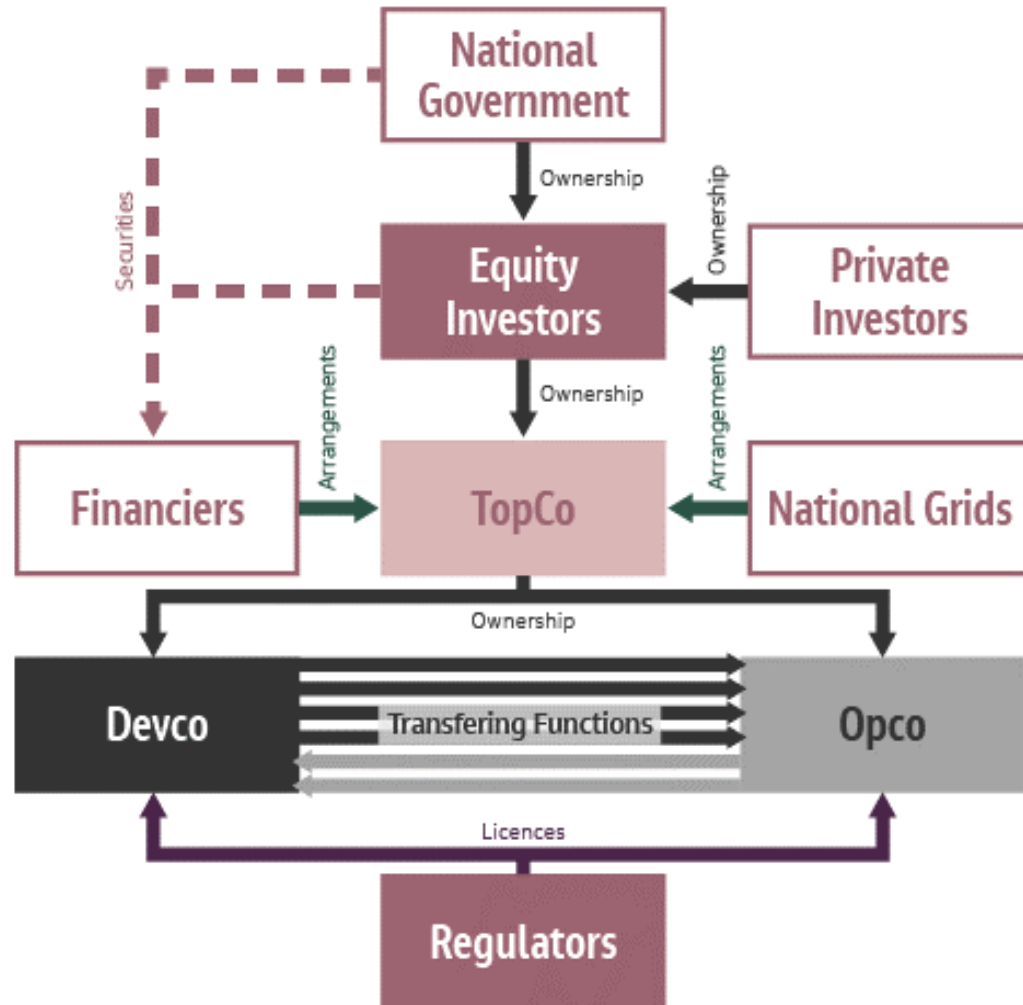 National
Government
Ownership
Securities
Equity
Investors
Ownership
Private
Investors
Ownership
Arrangements
Arrangements
Financiers
TopCo
National Grids
Ownership
Devco
Transfering Functions
Opco
Licences
Regulators